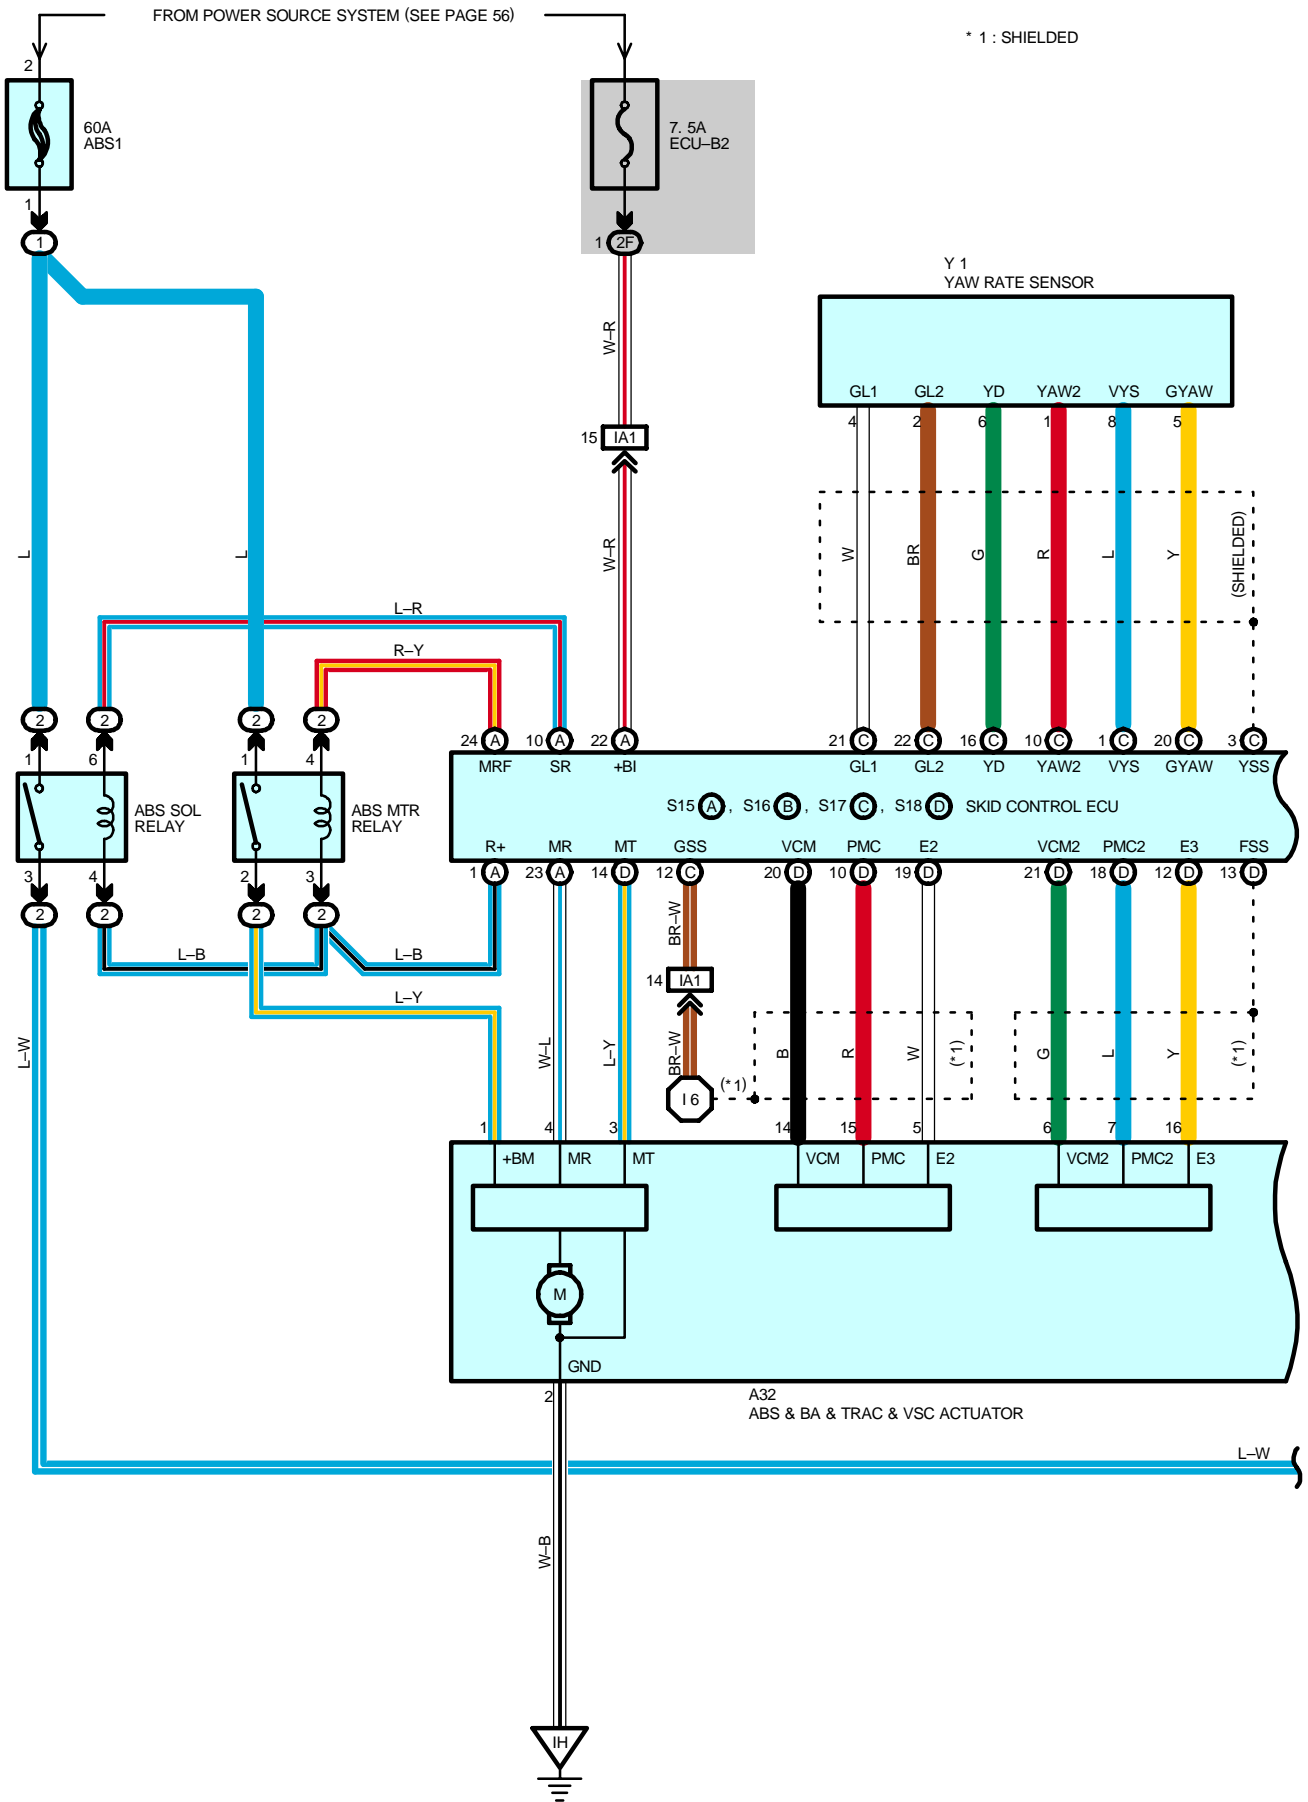 FROM POWER SOURCE SYSTEM (SEE PAGE 56)
* 1 : SHIELDED
2
60A
ABS1
1
1
7. 5A
ECU–B2
1 2F
W–R
15 IA1
W–R
Y 1
YAW RATE SENSOR
GL1 GL2 YD YAW2 VYS GYAW
4 2 6 1 8 5
W BR G R L Y (SHIELDED)
L L
L–R
R–Y
2 2 2 2
1 6 1 4
24 A 10 A 22 A 21 C 22 C 16 C 10 C 1 C 20 C 3 C
MRF SR +BI GL1 GL2 YD YAW2 VYS GYAW YSS
ABS SOL
RELAY
ABS MTR
RELAY
S15 A , S16 B , S17 C , S18 D SKID CONTROL ECU
R+ MR MT GSS VCM PMC E2 VCM2 PMC2 E3 FSS
3 4 2 3
1 A 23 A 14 D 12 C 20 D 10 D 19 D 21 D 18 D 12 D 13 D
2 2 2 2
L–B L–B
BR–W
14 IA1
L–Y
L–W W–L L–Y BR–W B R W (*1) G L Y (*1)
I 6 (*1)
1 4 3 14 15 5 6 7 16
+BM MR MT VCM PMC E2 VCM2 PMC2 E3
M
GND
2
A32
ABS & BA & TRAC & VSC ACTUATOR
L–W
W–B
IH